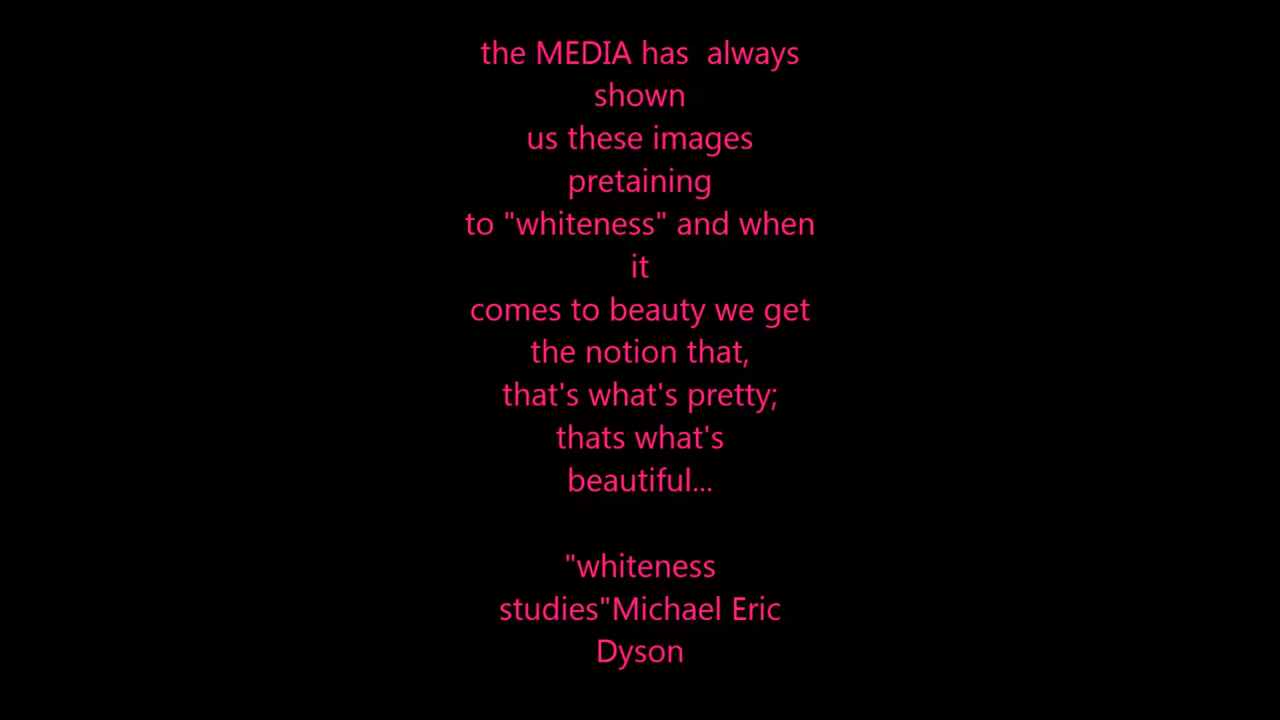 the MEDIA has  always
shown
us these images
pretaining
to "whiteness" and when
it
comes to beauty we get
the notion that,
that's what's pretty;
thats what's
beautiful...
"whiteness
studies"Michael Eric
Dyson